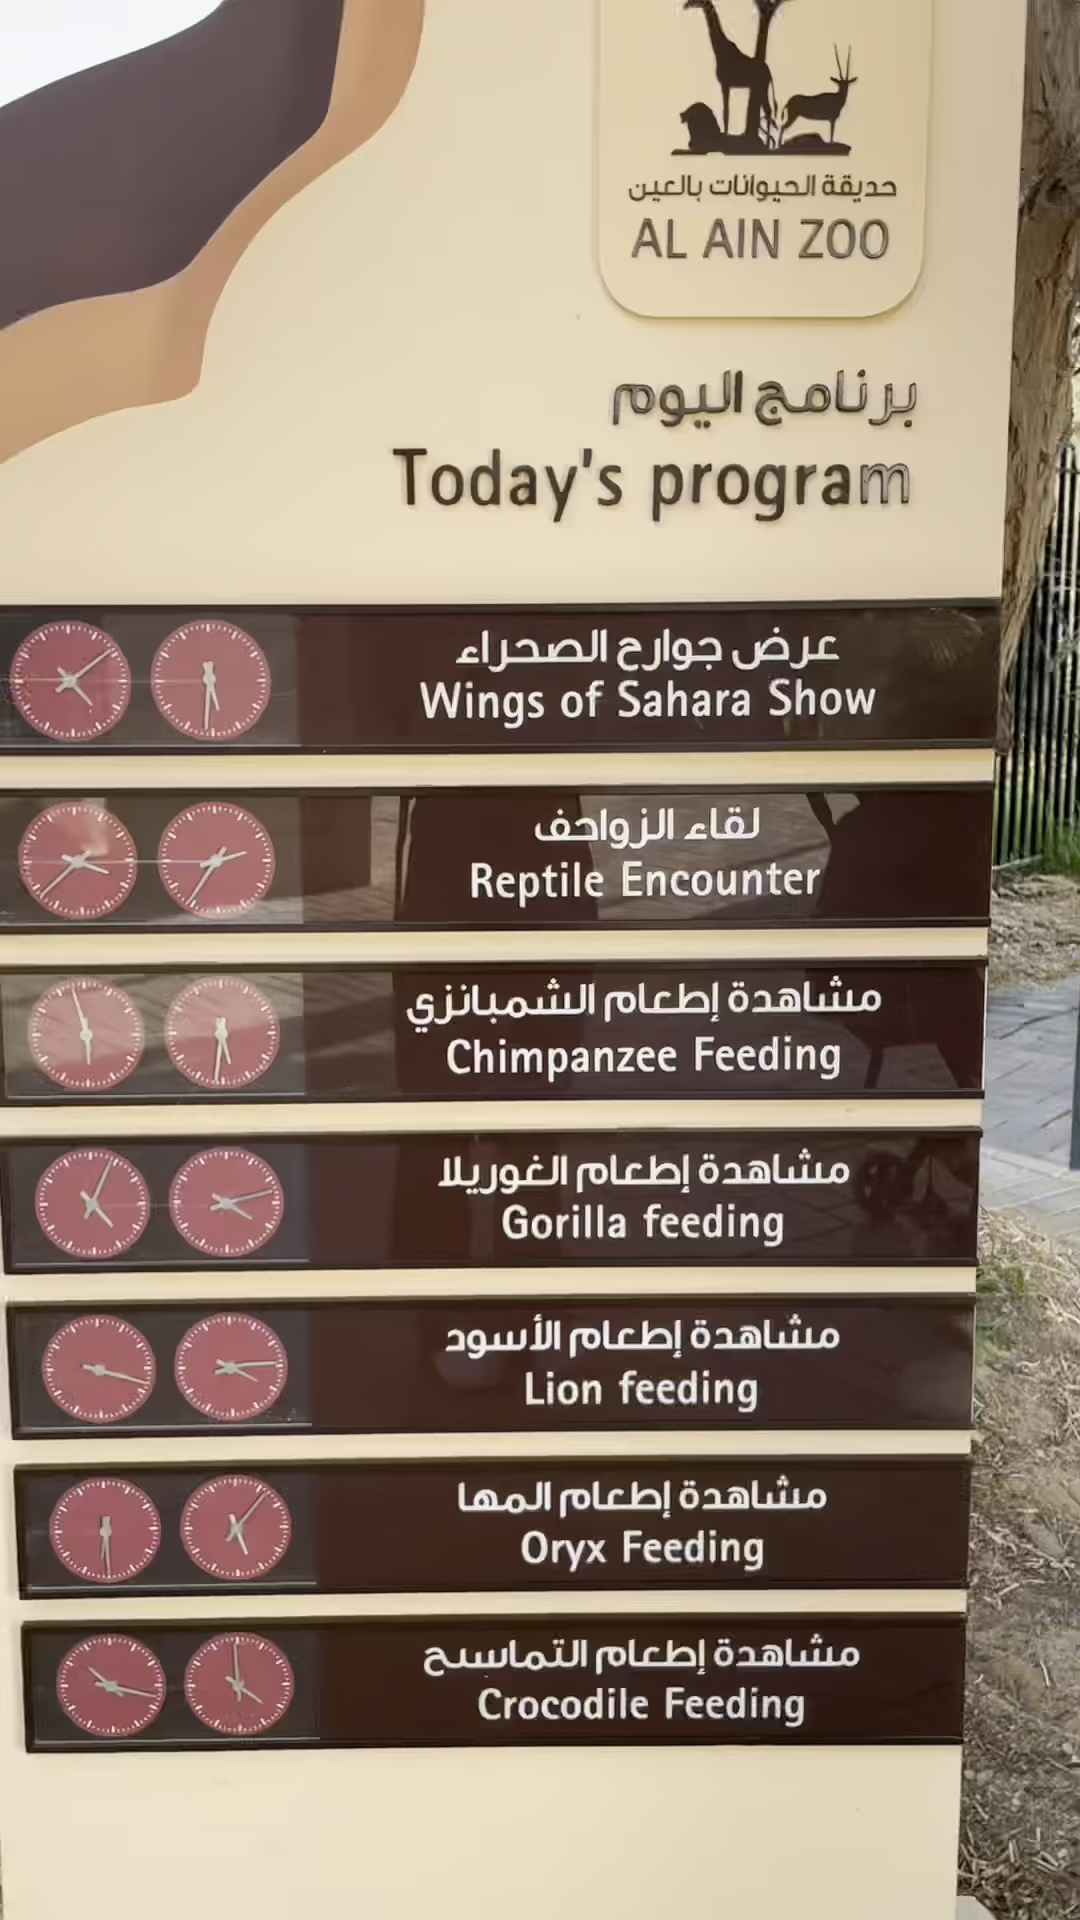 حديقة الحيوانات بالعين
AL AIN ZOO
برنامج اليوم
Today's program
عرض جوارح الصحراء
Wings of Sahara Show
لقاء الزواحف
Reptile Encounter
مشاهدة إطعام الشمبانزي
Chimpanzee Feeding
مشاهدة إطعام الغوريلا
Gorilla feeding
مشاهدة إطعام الأسود
Lion feeding
مشاهدة إطعام المها
Oryx Feeding
مشاهدة إطعام التماسيح
Crocodile Feeding